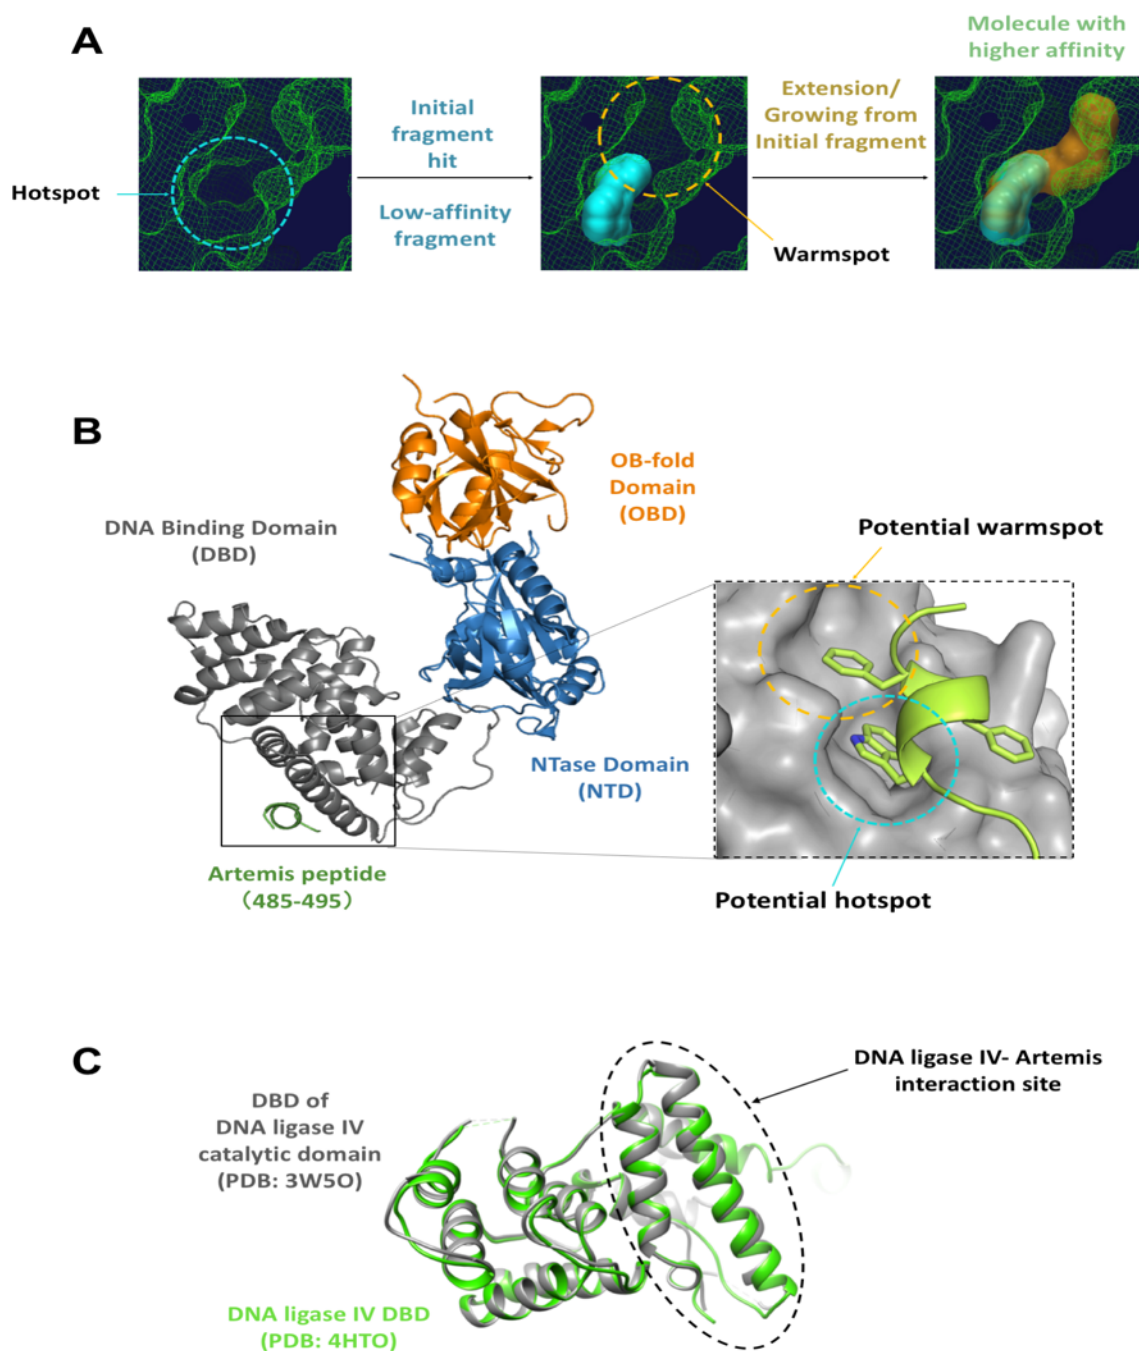 A
Hotspot
Initial
fragment
hit
Low-affinity
fragment
Warmspot
Extension/
Growing from
Initial fragment
Molecule with
higher affinity
B
DNA Binding Domain
(DBD)
OB-fold
Domain
(OBD)
NTase Domain
(NTD)
Artemis peptide
（485-495）
Potential warmspot
Potential hotspot
C
DBD of
DNA ligase IV
catalytic domain
(PDB: 3W5O)
DNA ligase IV DBD
(PDB: 4HTO)
DNA ligase IV- Artemis
interaction site